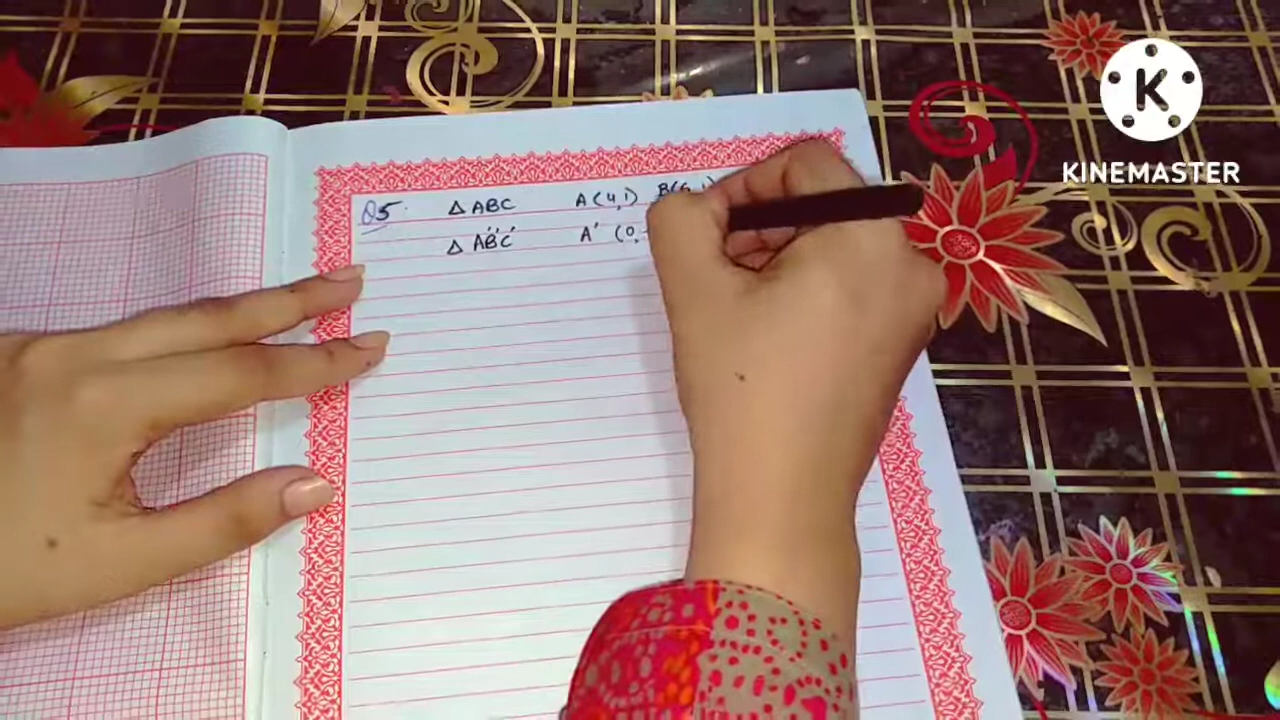 K
KINEMASTER
Q5. △ ABC A (4,1)
△ A'B'C' A' (0,